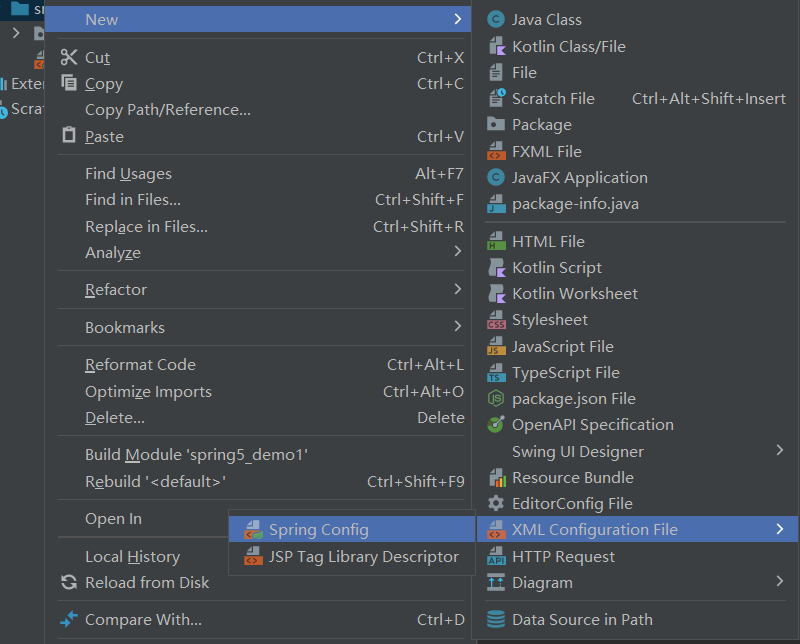 s
New
Cut Ctrl+X
Copy Ctrl+C
Copy Path/Reference...
Paste Ctrl+V
Find Usages Alt+F7
Find in Files... Ctrl+Shift+F
Replace in Files... Ctrl+Shift+R
Analyze
Refactor
Bookmarks
Reformat Code Ctrl+Alt+L
Optimize Imports Ctrl+Alt+O
Delete... Delete
Build Module 'spring5_demo1'
Rebuild '<default>' Ctrl+Shift+F9
Open In
Local History
Reload from Disk
Compare With... Ctrl+D
Exter
Scrat
Java Class
Kotlin Class/File
File
Scratch File Ctrl+Alt+Shift+Insert
Package
FXML File
JavaFX Application
package-info.java
HTML File
Kotlin Script
Kotlin Worksheet
Stylesheet
JavaScript File
TypeScript File
package.json File
OpenAPI Specification
Swing UI Designer
Resource Bundle
EditorConfig File
XML Configuration File
HTTP Request
Diagram
Data Source in Path
Spring Config
JSP Tag Library Descriptor